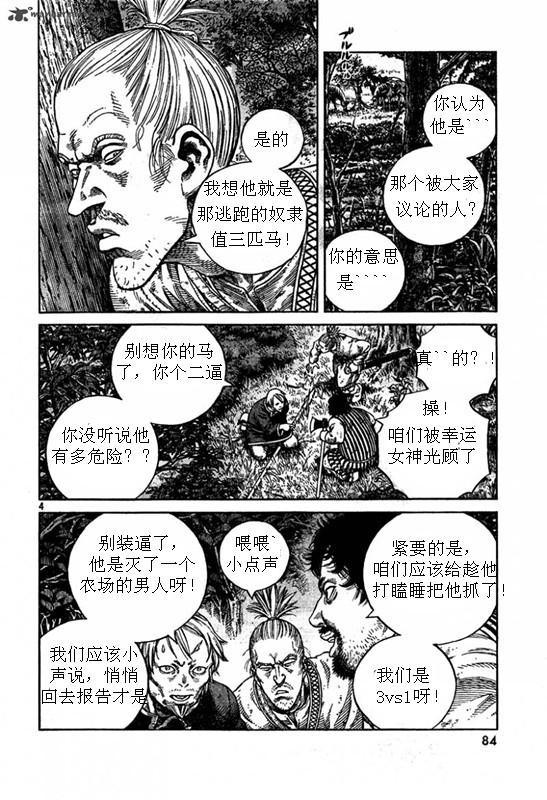 ブルルッ
你认为
他是```
那个被大家
议论的人?
你的意思
是````
是的
我想他就是
那逃跑的奴隶
值三匹马!
真``的?!
操!
咱们被幸运
女神光顾了
别想你的马
了，你个二逼
你没听说他
有多危险??
4
紧要的是,
咱们应该给趁他
打瞌睡把他抓了!
我们是
3vs1呀!
喂喂`
小点声
别装逼了,
他是灭了一个
农场的男人呀!
我们应该小
声说，悄悄
回去报告才是
84